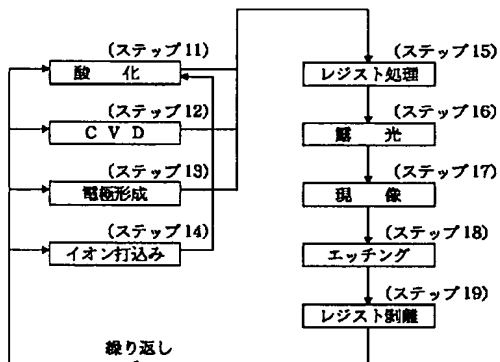 (ステップ11)
酸 化
(ステップ12)
C V D
(ステップ13)
電極形成
(ステップ14)
イオン打込み
(ステップ15)
レジスト処理
(ステップ16)
露 光
(ステップ17)
現 像
(ステップ18)
エッチング
(ステップ19)
レジスト剥離
繰り返し